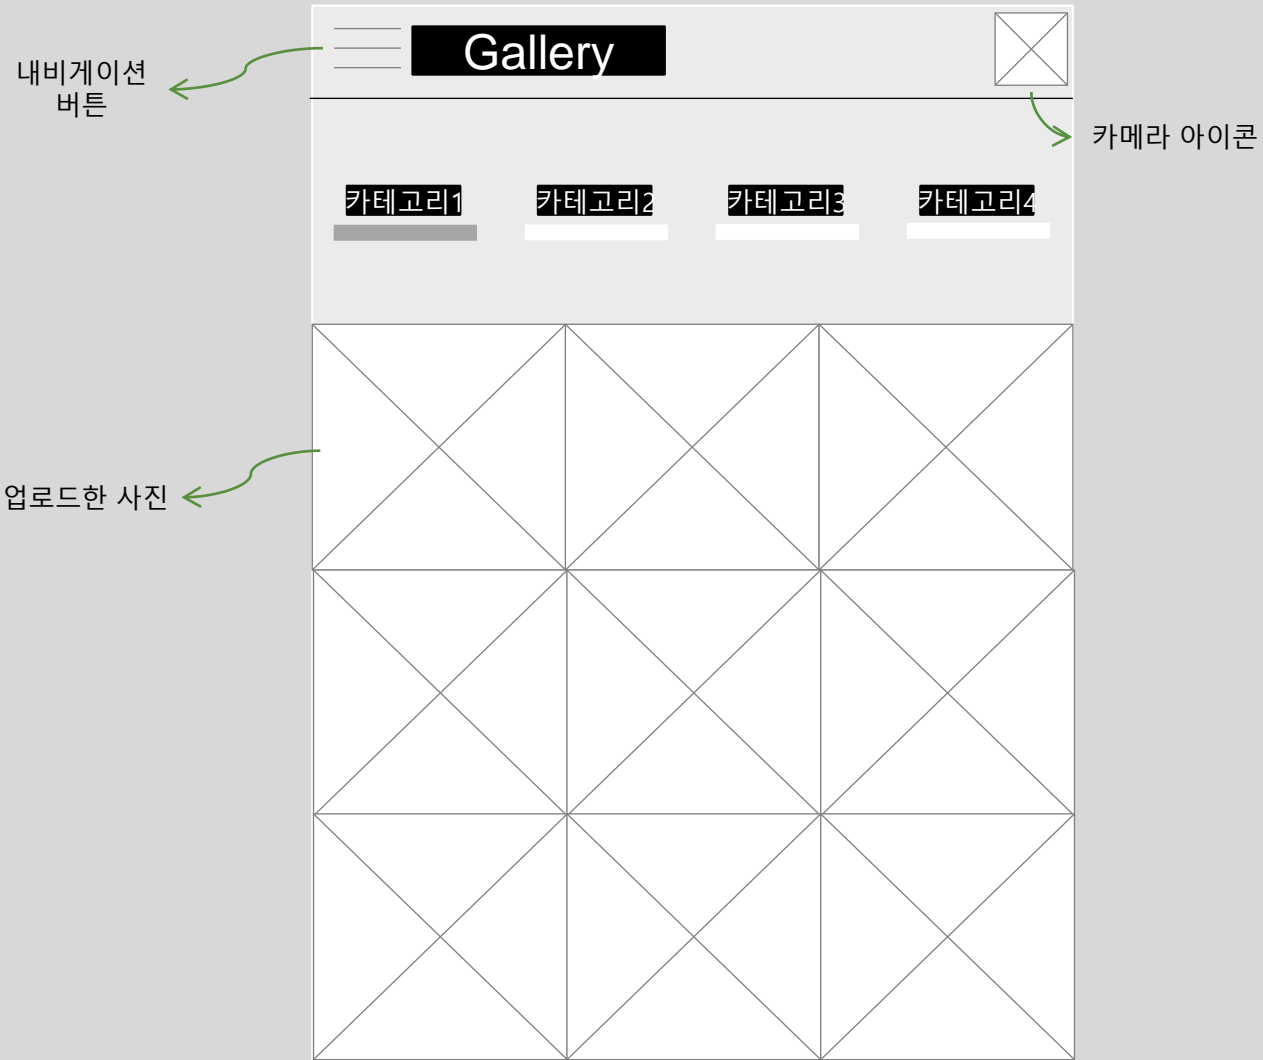 내비게이션
버튼
Gallery
카메라 아이콘
카테고리1
카테고리2
카테고리3
카테고리4
업로드한 사진